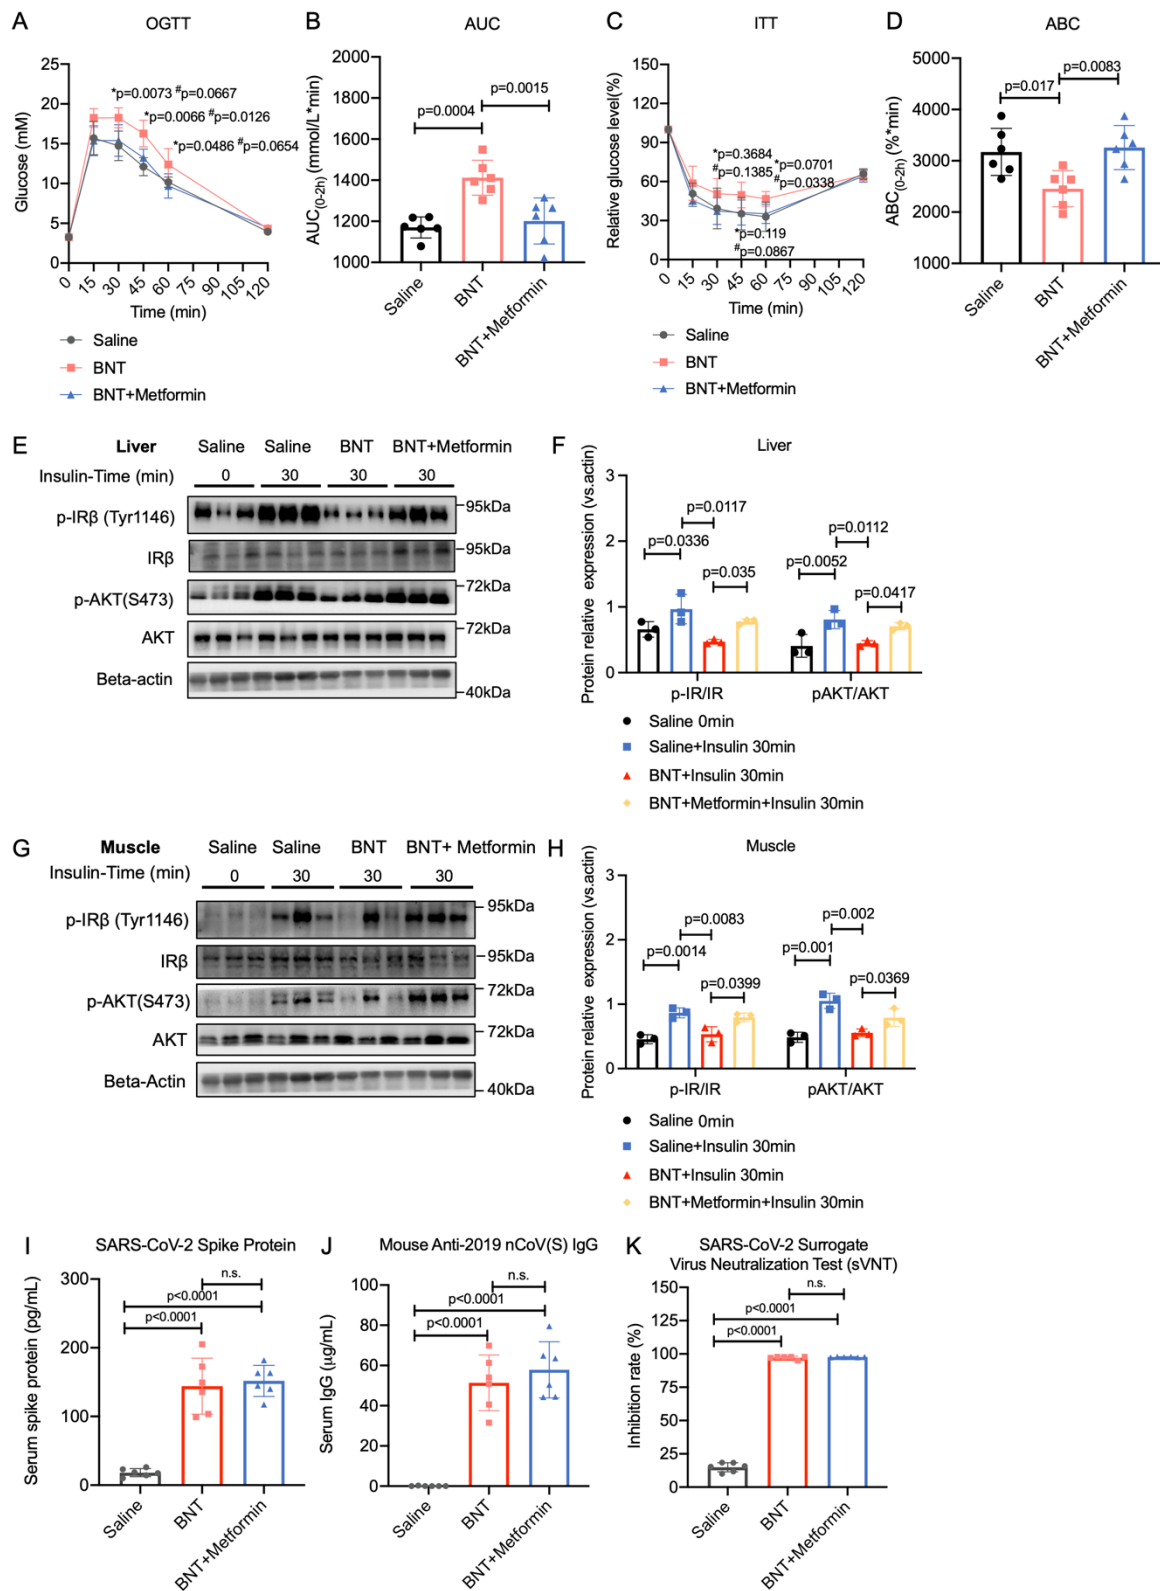 A
OGTT
Glucose (mM)
25
20
15
10
5
0
*p=0.0073 #p=0.0667
*p=0.0066 #p=0.0126
*p=0.0486 #p=0.0654
0 15 30 45 60 75 90 105 120
Time (min)
Saline
BNT
BNT+Metformin
B
AUC
AUC(0-2h) (mmol/L*min)
2000
1800
1600
1400
1200
1000
p=0.0015
p=0.0004
Saline
BNT
BNT+Metformin
C
ITT
Relative glucose level(%)
150
120
90
60
30
0
*p=0.3684
#p=0.1385
*p=0.0701
#p=0.0338
*p=0.119
#p=0.0867
0 15 30 45 60 75 90 105 120
Time (min)
Saline
BNT
BNT+Metformin
D
ABC
ABC(0-2h) (%*min)
5000
4000
3000
2000
1000
p=0.0083
p=0.017
Saline
BNT
BNT+Metformin
E
Liver Saline Saline BNT BNT+Metformin
Insulin-Time (min) 0 30 30 30
p-IRβ (Tyr1146) 95kDa
IRβ 95kDa
p-AKT(S473) 72kDa
AKT 72kDa
Beta-actin 40kDa
F
Liver
Protein relative expression (vs.actin)
3
2
1
0
p=0.0117
p=0.0336
p=0.035
p=0.0112
p=0.0052
p=0.0417
p-IR/IR pAKT/AKT
Saline 0min
Saline+Insulin 30min
BNT+Insulin 30min
BNT+Metformin+Insulin 30min
G
Muscle Saline Saline BNT BNT+ Metformin
Insulin-Time (min) 0 30 30 30
p-IRβ (Tyr1146) 95kDa
IRβ 95kDa
p-AKT(S473) 72kDa
AKT 72kDa
Beta-Actin 40kDa
H
Muscle
Protein relative expression (vs.actin)
3
2
1
0
p=0.0083
p=0.0014
p=0.0399
p=0.002
p=0.001
p=0.0369
p-IR/IR pAKT/AKT
Saline 0min
Saline+Insulin 30min
BNT+Insulin 30min
BNT+Metformin+Insulin 30min
I
SARS-CoV-2 Spike Protein
Serum spike protein (pg/mL)
300
200
100
0
n.s.
p<0.0001
p<0.0001
Saline
BNT
BNT+Metformin
J
Mouse Anti-2019 nCoV(S) IgG
Serum IgG (μg/mL)
100
80
60
40
20
0
n.s.
p<0.0001
p<0.0001
Saline
BNT
BNT+Metformin
K
SARS-CoV-2 Surrogate
Virus Neutralization Test (sVNT)
Inhibition rate (%)
150
125
100
75
50
25
0
n.s.
p<0.0001
p<0.0001
Saline
BNT
BNT+Metformin